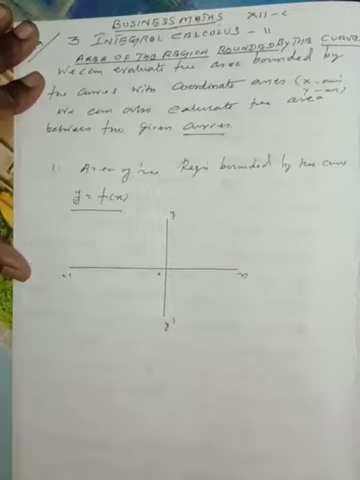 BUSINESS MATHS XII-C
3 INTEGRAL CALCULUS - II
AREA OF THE REGION BOUNDED By THE CURVE
We can evaluate the area bounded by
the curves with coordinate axes (x-axis
y-axis)
We can also calculate the area
between two given curves
1. Area of the Region bounded by the curve
y = f(x)
y
x' o x
y'